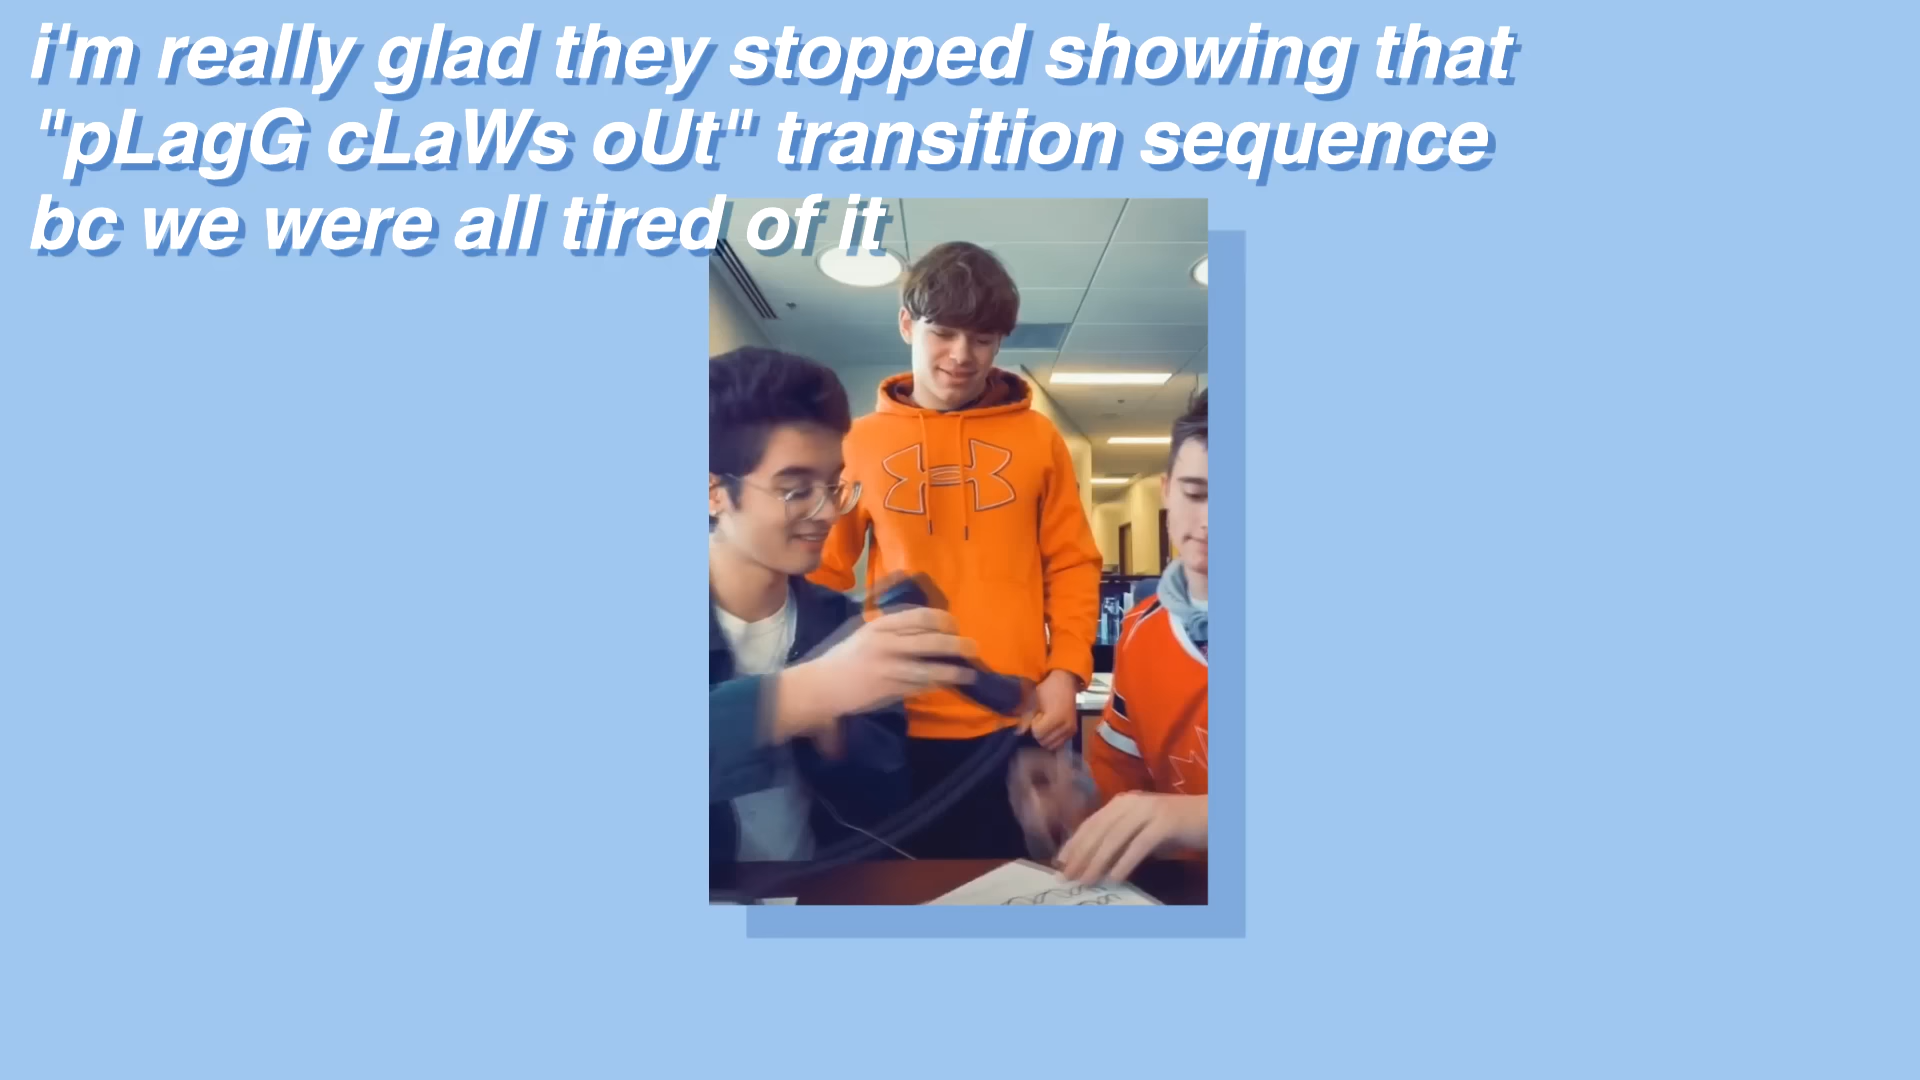 i'm really glad they stopped showing that
"pLagG cLaWs oUt" transition sequence
bc we were all tired of it